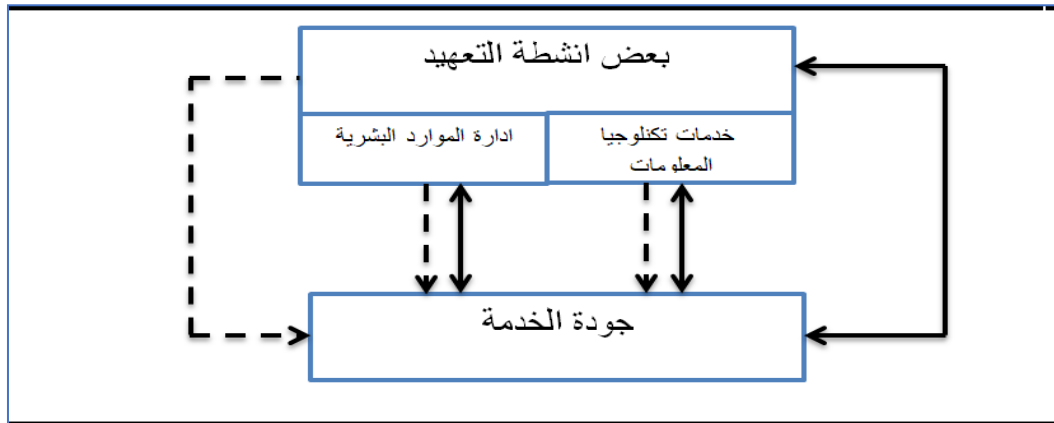 بعض انشطة التعهيد
خدمات تكنلوجيا
المعلومات
ادارة الموارد البشرية
جودة الخدمة